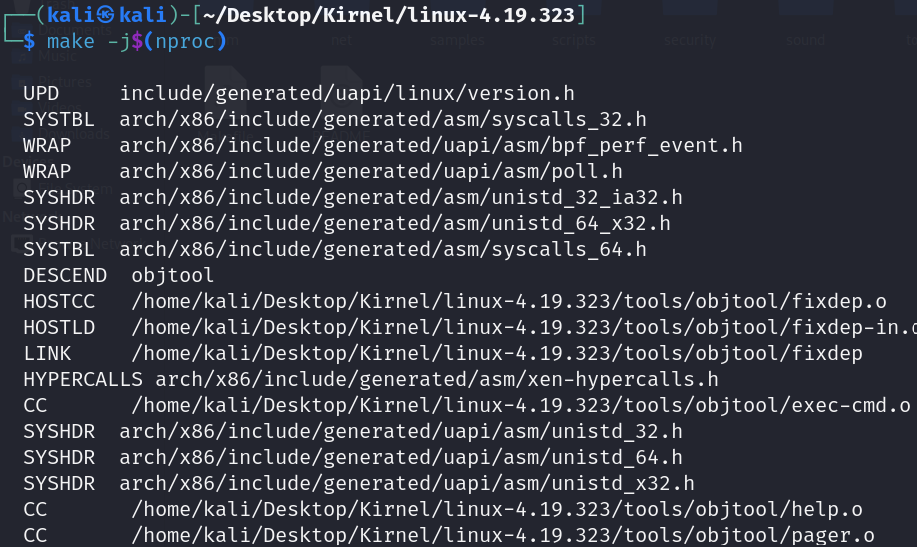 (kali㉿kali)-[~/Desktop/Kirnel/linux-4.19.323]
$ make -j$(nproc)
UPD     include/generated/uapi/linux/version.h
SYSTBL  arch/x86/include/generated/asm/syscalls_32.h
WRAP    arch/x86/include/generated/uapi/asm/bpf_perf_event.h
WRAP    arch/x86/include/generated/uapi/asm/poll.h
SYSHDR  arch/x86/include/generated/asm/unistd_32_ia32.h
SYSHDR  arch/x86/include/generated/asm/unistd_64_x32.h
SYSTBL  arch/x86/include/generated/asm/syscalls_64.h
DESCEND  objtool
HOSTCC   /home/kali/Desktop/Kirnel/linux-4.19.323/tools/objtool/fixdep.o
HOSTLD   /home/kali/Desktop/Kirnel/linux-4.19.323/tools/objtool/fixdep-in.o
LINK     /home/kali/Desktop/Kirnel/linux-4.19.323/tools/objtool/fixdep
HYPERCALLS arch/x86/include/generated/asm/xen-hypercalls.h
CC       /home/kali/Desktop/Kirnel/linux-4.19.323/tools/objtool/exec-cmd.o
SYSHDR  arch/x86/include/generated/uapi/asm/unistd_32.h
SYSHDR  arch/x86/include/generated/uapi/asm/unistd_64.h
SYSHDR  arch/x86/include/generated/uapi/asm/unistd_x32.h
CC       /home/kali/Desktop/Kirnel/linux-4.19.323/tools/objtool/help.o
CC       /home/kali/Desktop/Kirnel/linux-4.19.323/tools/objtool/pager.o